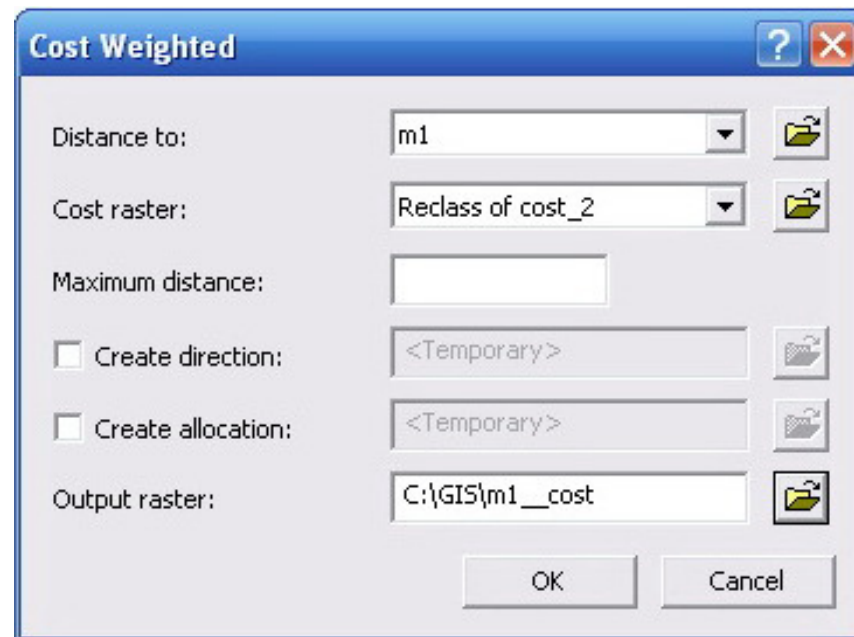 Cost Weighted
Distance to: m1
Cost raster: Reclass of cost_2
Maximum distance:
Create direction: <Temporary>
Create allocation: <Temporary>
Output raster: C:\GIS\m1__cost
OK Cancel